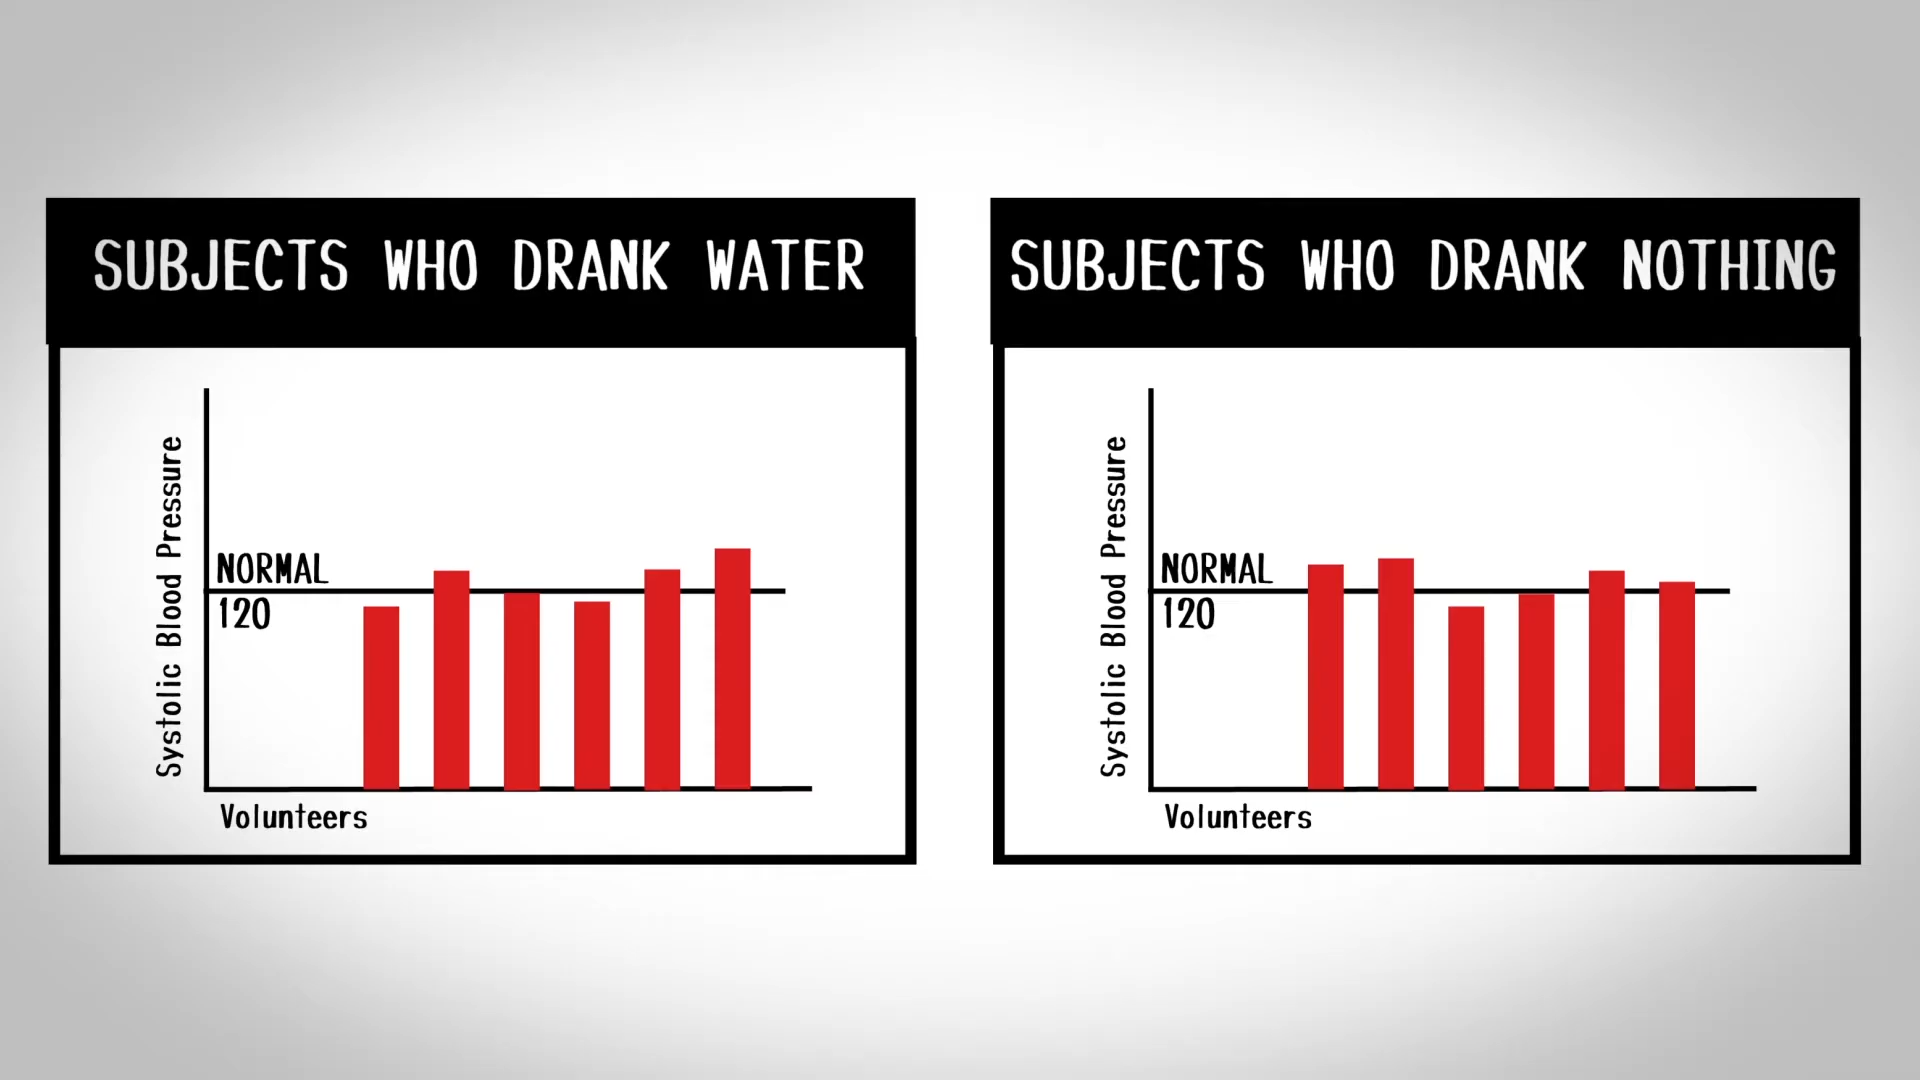 SUBJECTS WHO DRANK WATER
Systolic Blood Pressure
NORMAL
120
Volunteers
SUBJECTS WHO DRANK NOTHING
Systolic Blood Pressure
NORMAL
120
Volunteers